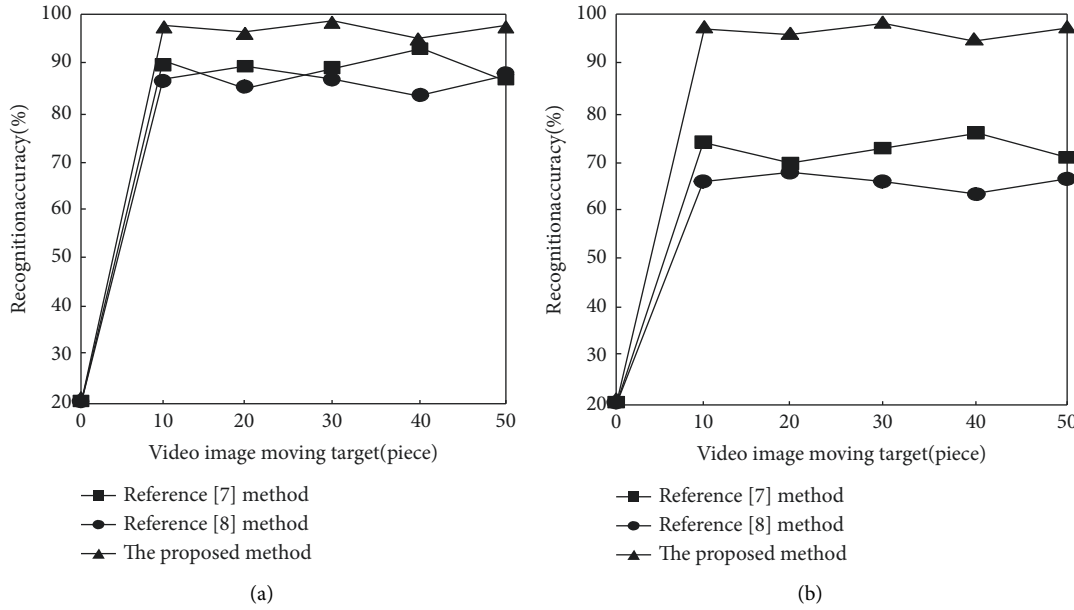 100
90
80
70
60
50
40
30
20
Recognitionaccuracy(%)
0 10 20 30 40 50
Video image moving target(piece)
Reference [7] method
Reference [8] method
The proposed method
(a)
100
90
80
70
60
50
40
30
20
Recognitionaccuracy(%)
0 10 20 30 40 50
Video image moving target(piece)
Reference [7] method
Reference [8] method
The proposed method
(b)